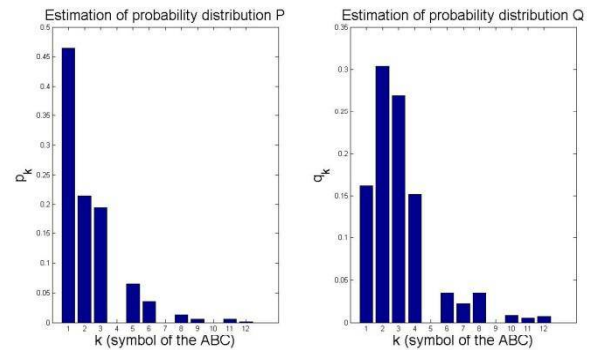 Estimation of probability distribution P
0.5
0.45
0.4
0.35
0.3
0.25
0.2
0.15
0.1
0.05
0
p_k
1 2 3 4 5 6 7 8 9 10 11 12
k (symbol of the ABC)
Estimation of probability distribution Q
0.35
0.3
0.25
0.2
0.15
0.1
0.05
0
q_k
1 2 3 4 5 6 7 8 9 10 11 12
k (symbol of the ABC)